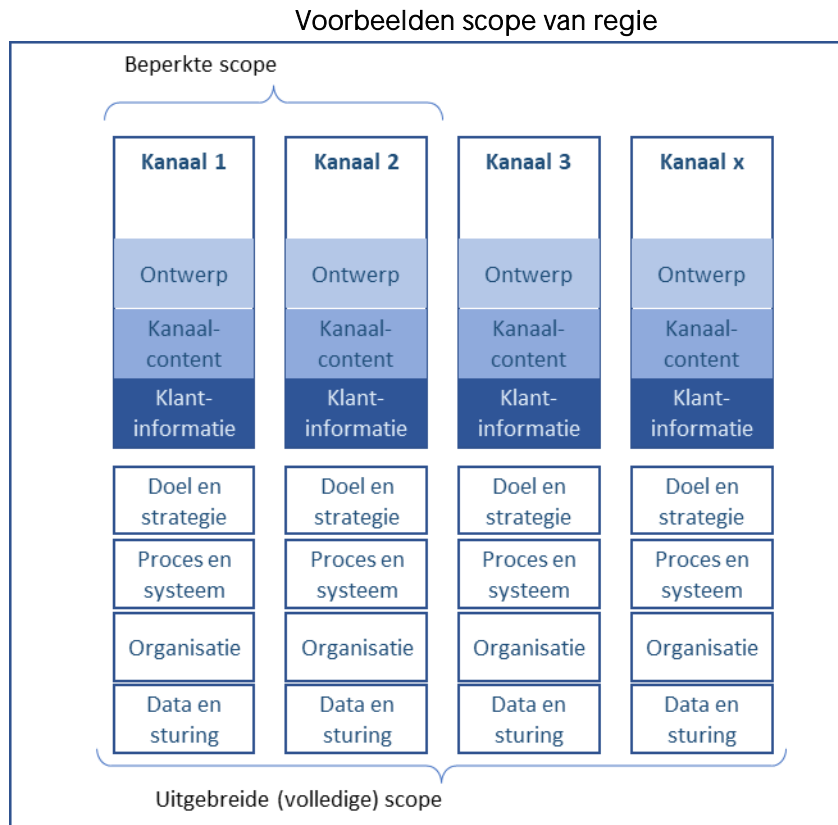 Voorbeelden scope van regie
Beperkte scope
Kanaal 1
Kanaal 2
Kanaal 3
Kanaal x
Ontwerp
Ontwerp
Ontwerp
Ontwerp
Kanaal-
content
Kanaal-
content
Kanaal-
content
Kanaal-
content
Klant-
informatie
Klant-
informatie
Klant-
informatie
Klant-
informatie
Doel en
strategie
Doel en
strategie
Doel en
strategie
Doel en
strategie
Proces en
systeem
Proces en
systeem
Proces en
systeem
Proces en
systeem
Organisatie
Organisatie
Organisatie
Organisatie
Data en
sturing
Data en
sturing
Data en
sturing
Data en
sturing
Uitgebreide (volledige) scope